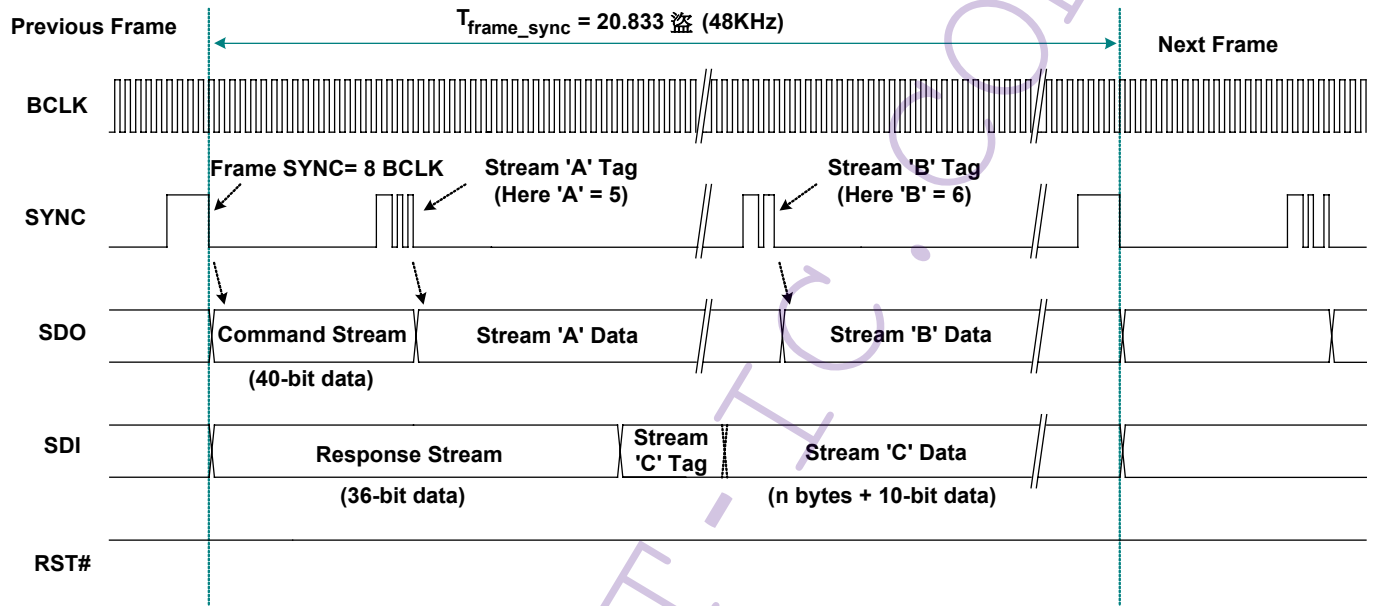 T_frame_sync = 20.833 盜 (48KHz)
Previous Frame
Next Frame
BCLK
Frame SYNC= 8 BCLK
Stream 'A' Tag
(Here 'A' = 5)
Stream 'B' Tag
(Here 'B' = 6)
SYNC
SDO
Command Stream
Stream 'A' Data
Stream 'B' Data
(40-bit data)
SDI
Response Stream
Stream
'C' Tag
Stream 'C' Data
(36-bit data)
(n bytes + 10-bit data)
RST#